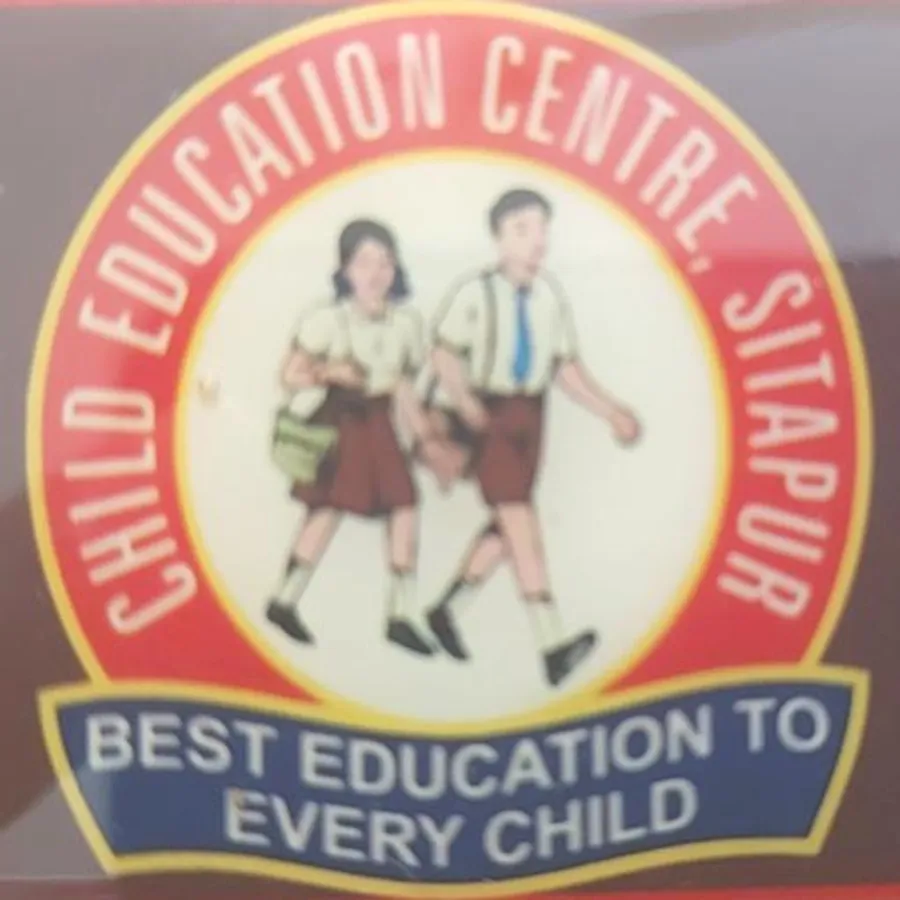 CHILD EDUCATION CENTRE, SITAPUR
BEST EDUCATION TO
EVERY CHILD